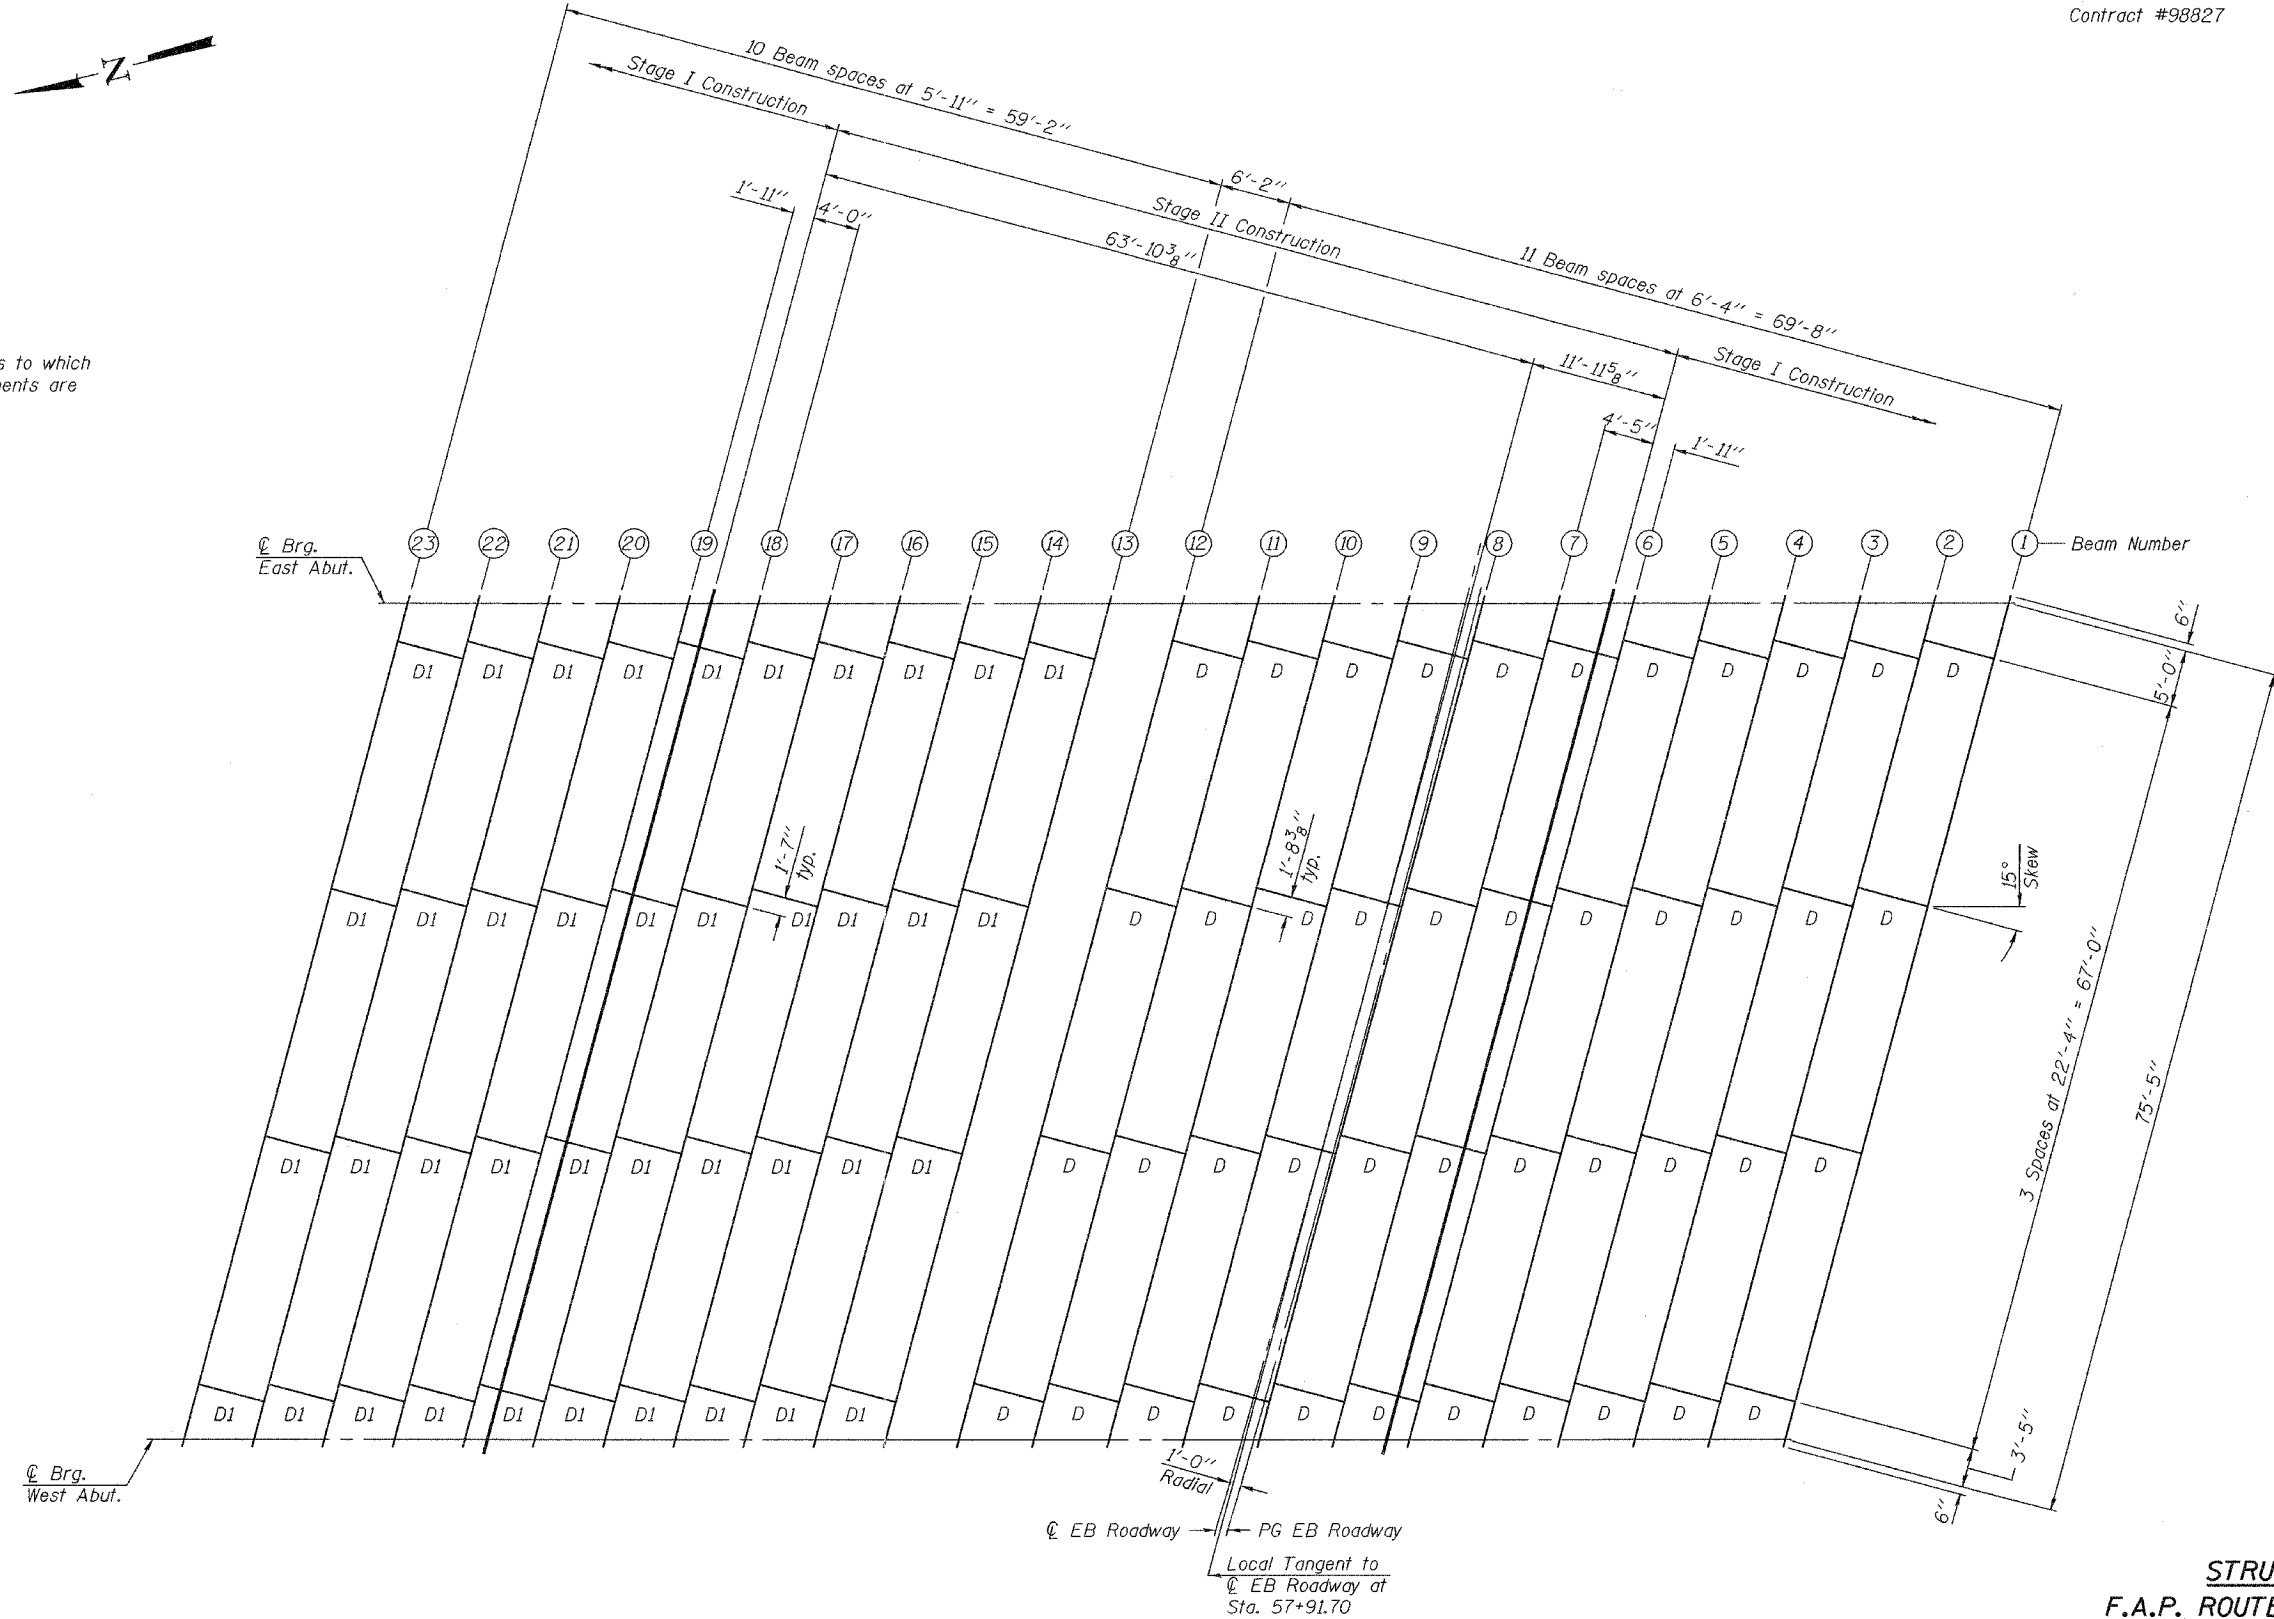 Contract #98827
N
10 Beam spaces at 5'-11" = 59'-2"
Stage I Construction
6'-2"
1'-11"
4'-0"
Stage II Construction
63'-10 3/8"
11 Beam spaces at 6'-4" = 69'-8"
11'-11 5/8"
Stage I Construction
4'-5"
1'-11"
s to which
ents are
℄ Brg.
East Abut.
23 22 21 20 19 18 17 16 15 14 13 12 11 10 9 8 7 6 5 4 3 2 1 Beam Number
6"
5'-0"
D1 D1 D1 D1 D1 D1 D1 D1 D1 D1 D D D D D D D D D D D
1'-7"
typ.
1'-8 3/8"
typ.
15°
Skew
D1 D1 D1 D1 D1 D1 D1 D1 D1 D1 D D D D D D D D D D D
3 Spaces at 22'-4" = 67'-0"
75'-5"
D1 D1 D1 D1 D1 D1 D1 D1 D1 D1 D D D D D D D D D D D
D1 D1 D1 D1 D1 D1 D1 D1 D1 D1 D D D D D D D D D D D
3'-5"
6"
℄ Brg.
West Abut.
1'-0"
Radial
℄ EB Roadway
PG EB Roadway
Local Tangent to
℄ EB Roadway at
Sta. 57+91.70
STRU
F.A.P. ROUTE